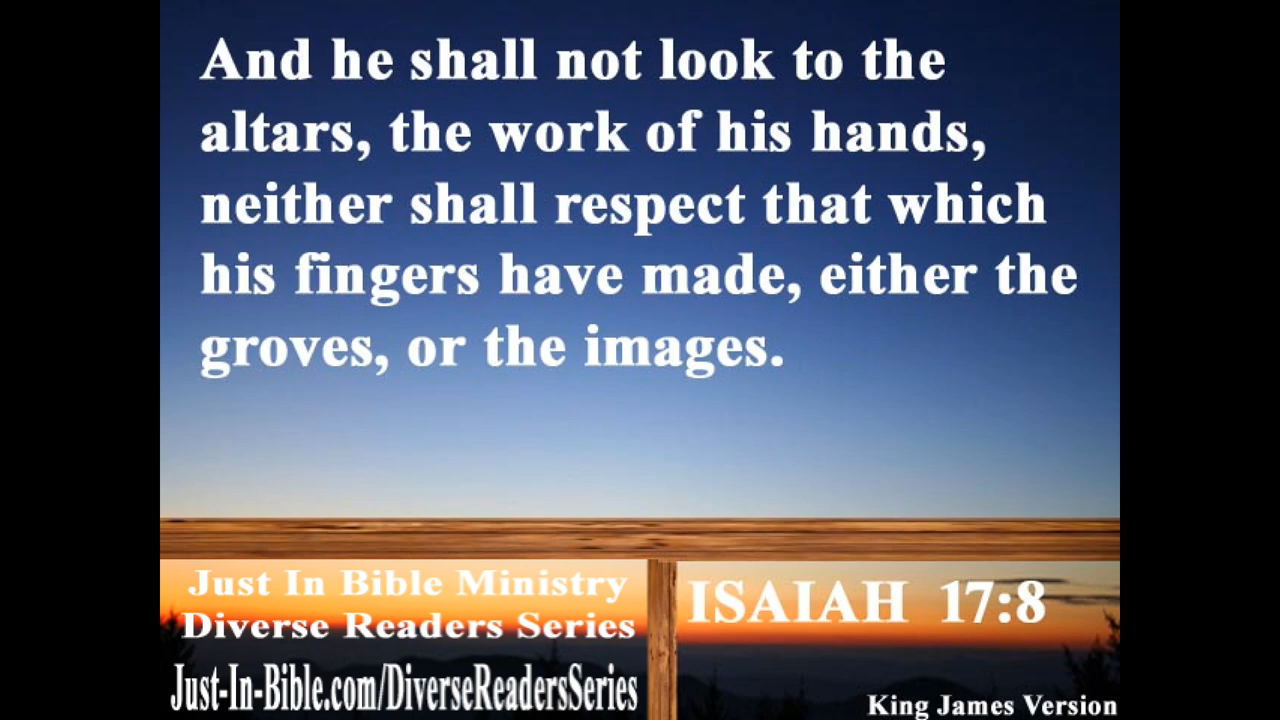 And he shall not look to the
altars, the work of his hands,
neither shall respect that which
his fingers have made, either the
groves, or the images.
Just In Bible Ministry
Diverse Readers Series
Just-In-Bible.com/DiverseReadersSeries
ISAIAH 17:8
King James Version